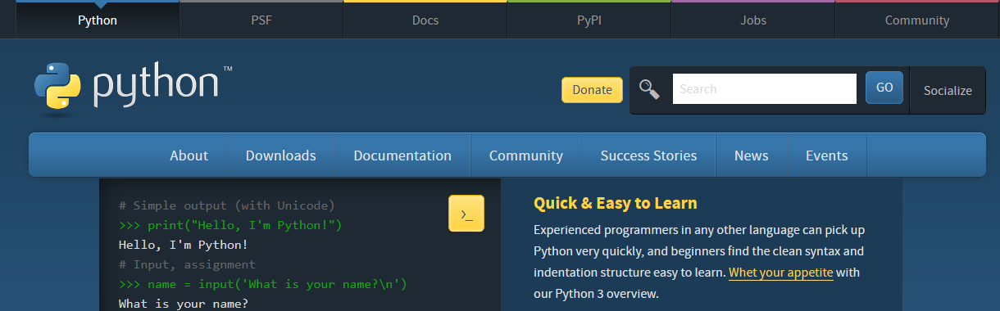 Python PSF Docs PyPI Jobs Community
python™
Donate Search GO Socialize
About Downloads Documentation Community Success Stories News Events
# Simple output (with Unicode)
>>> print("Hello, I'm Python!")
Hello, I'm Python!
# Input, assignment
>>> name = input('What is your name?\n')
What is your name?
>_
Quick & Easy to Learn
Experienced programmers in any other language can pick up
Python very quickly, and beginners find the clean syntax and
indentation structure easy to learn. Whet your appetite with
our Python 3 overview.